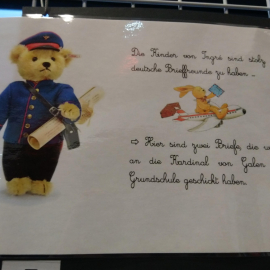 Die Kinder von Ingré sind stolz
deutsche Brieffreunde zu haben -
⇨ Hier sind zwei Briefe, die w
an die Kardinal von Galen
Grundschule geschickt haben.